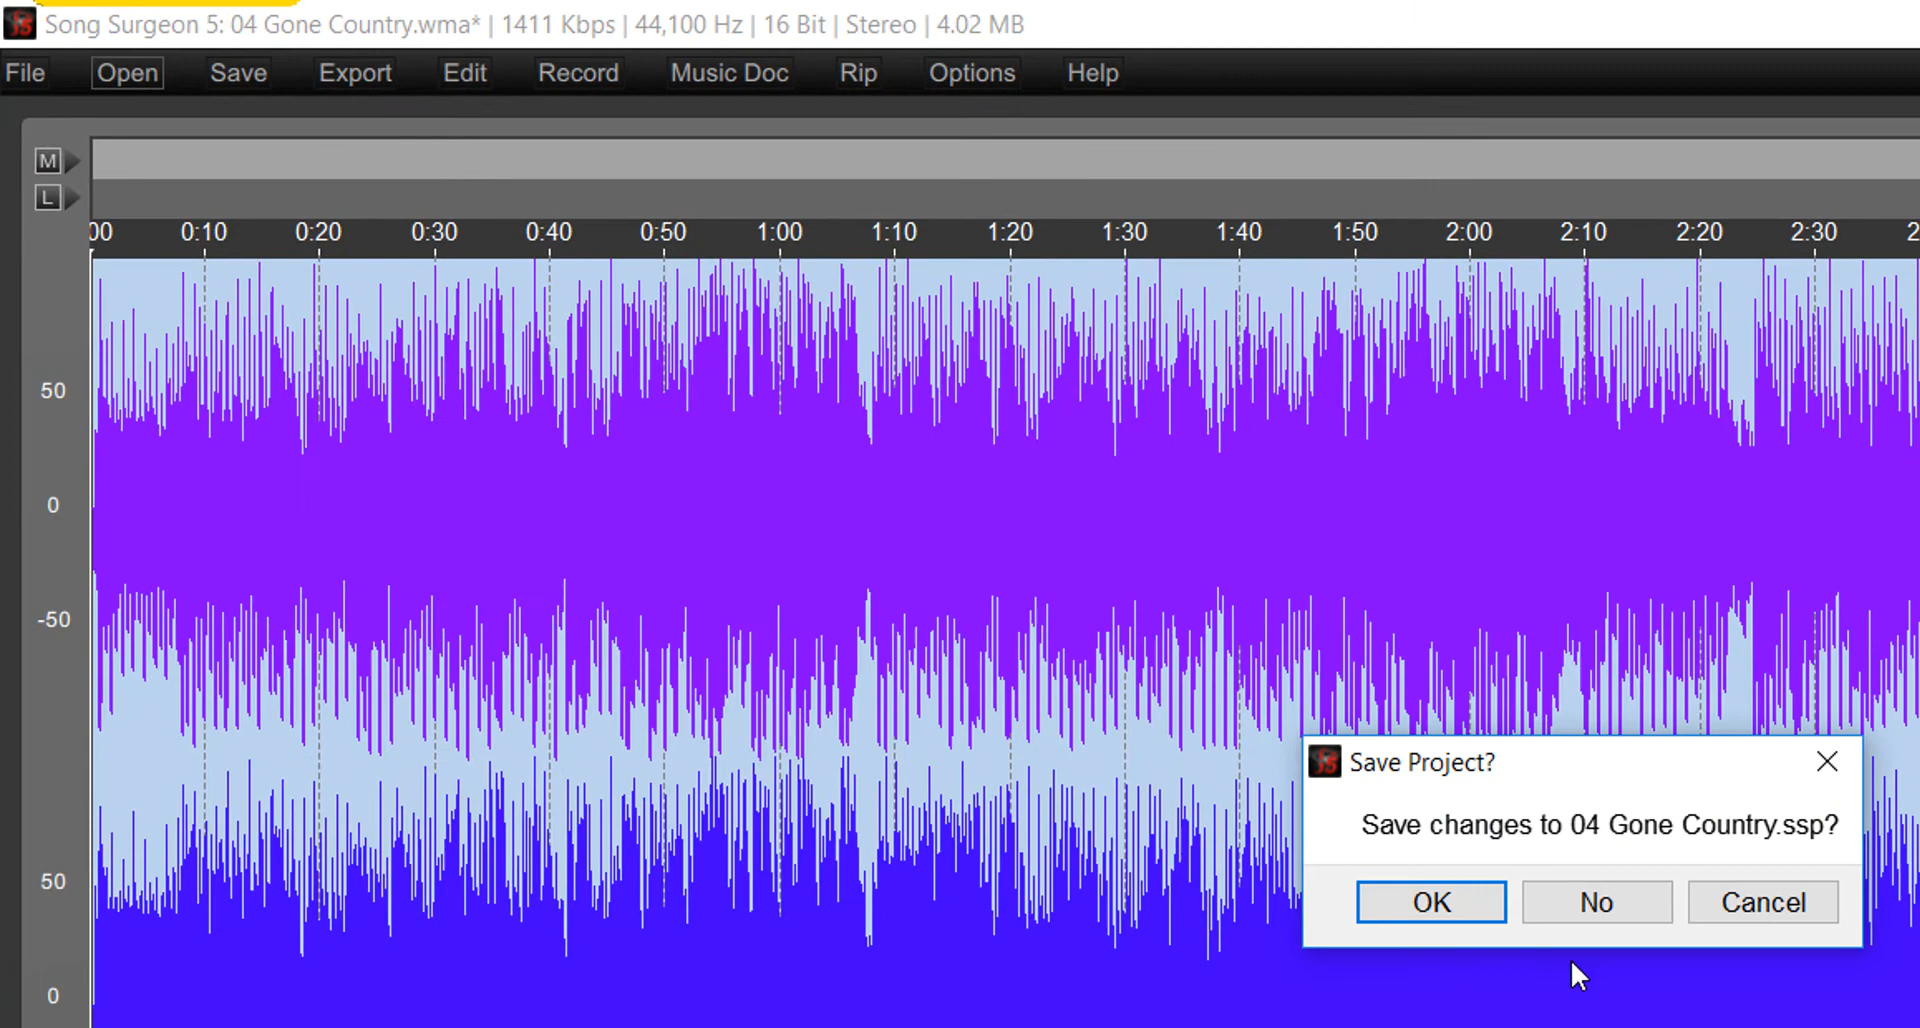 Song Surgeon 5: 04 Gone Country.wma* | 1411 Kbps | 44,100 Hz | 16 Bit | Stereo | 4.02 MB
File Open Save Export Edit Record Music Doc Rip Options Help
M
L
00 0:10 0:20 0:30 0:40 0:50 1:00 1:10 1:20 1:30 1:40 1:50 2:00 2:10 2:20 2:30 2
50
0
-50
Save Project?
Save changes to 04 Gone Country.ssp?
50
OK No Cancel
0